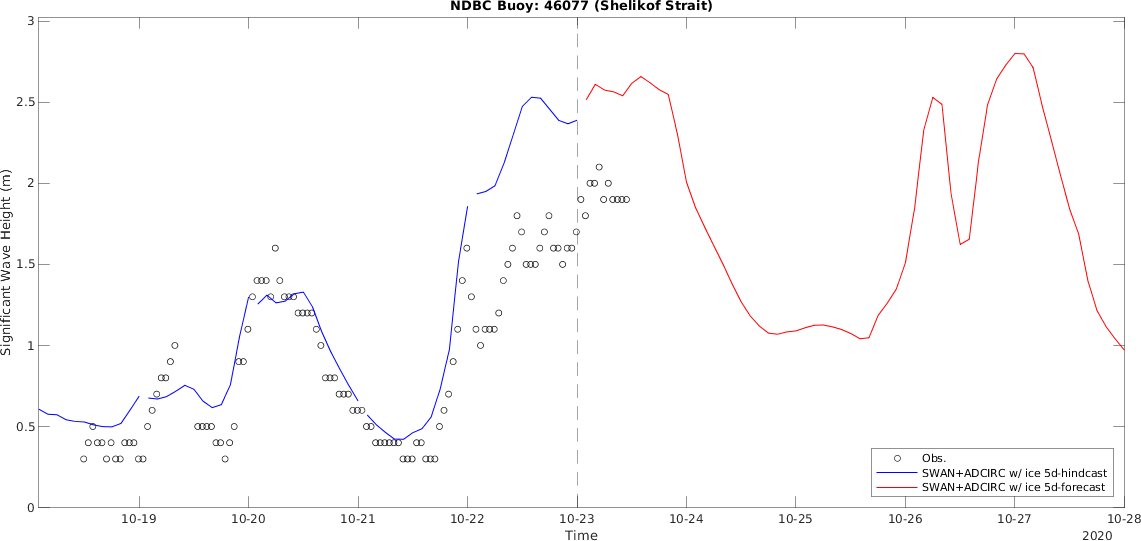 NDBC Buoy: 46077 (Shelikof Strait)
3
2.5
2
1.5
1
0.5
0
Significant Wave Height (m)
Obs.
SWAN+ADCIRC w/ ice 5d-hindcast
SWAN+ADCIRC w/ ice 5d-forecast
10-19 10-20 10-21 10-22 10-23 10-24 10-25 10-26 10-27 10-28
Time
2020